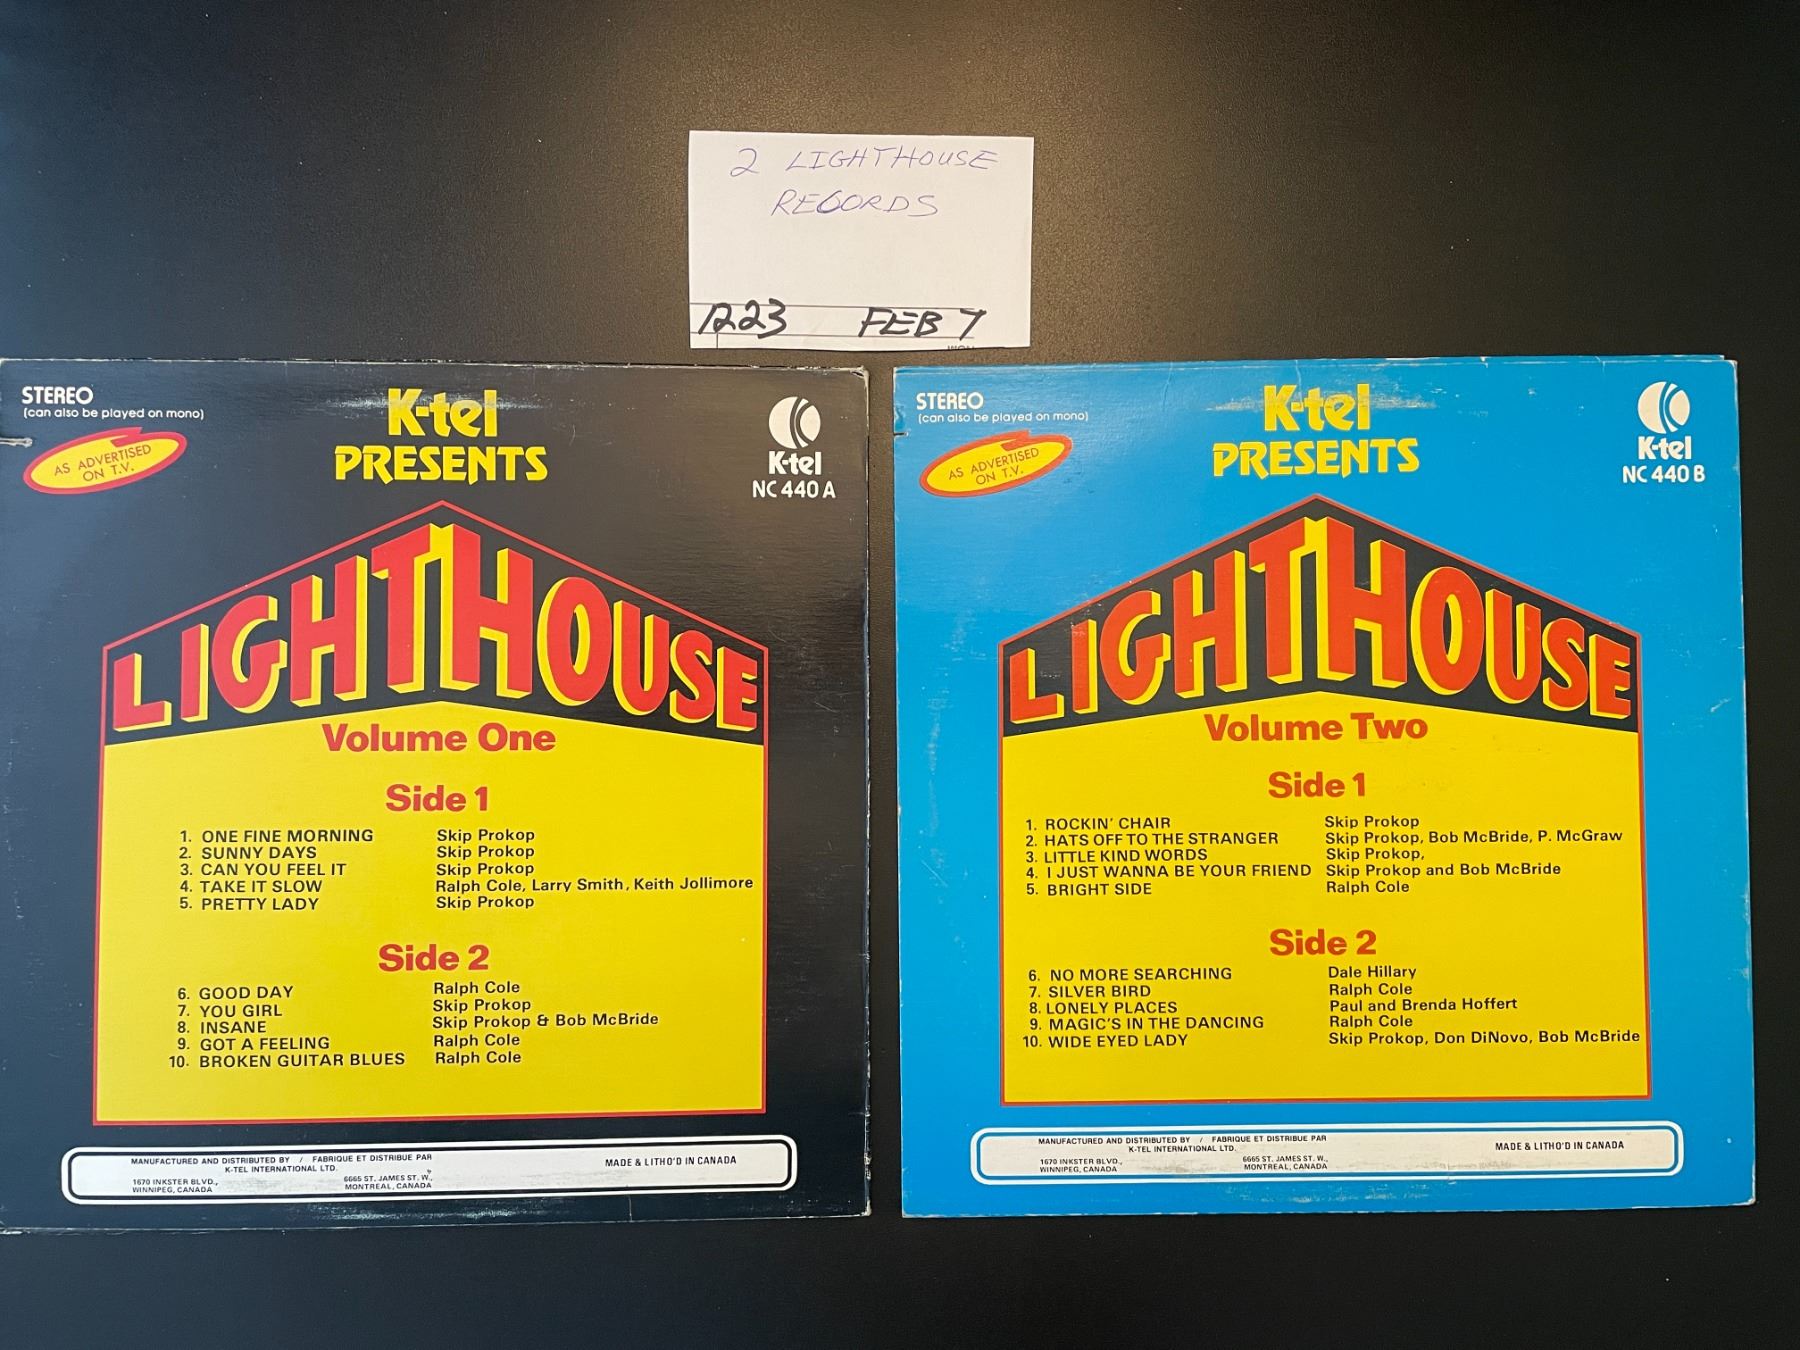 2 LIGHTHOUSE
RECORDS
1223 FEB 7
STEREO
(can also be played on mono)
AS ADVERTISED
ON T.V.
K-tel
PRESENTS
K-tel
NC 440 A
LIGHTHOUSE
Volume One
Side 1
1. ONE FINE MORNING Skip Prokop
2. SUNNY DAYS Skip Prokop
3. CAN YOU FEEL IT Skip Prokop
4. TAKE IT SLOW Ralph Cole, Larry Smith, Keith Jollimore
5. PRETTY LADY Skip Prokop
Side 2
6. GOOD DAY Ralph Cole
7. YOU GIRL Skip Prokop
8. INSANE Skip Prokop & Bob McBride
9. GOT A FEELING Ralph Cole
10. BROKEN GUITAR BLUES Ralph Cole
MANUFACTURED AND DISTRIBUTED BY / FABRIQUE ET DISTRIBUE PAR
K-TEL INTERNATIONAL LTD.
1670 INKSTER BLVD., 6665 ST. JAMES ST. W.,
WINNIPEG, CANADA MONTREAL, CANADA
MADE & LITHO'D IN CANADA
STEREO
(can also be played on mono)
AS ADVERTISED
ON T.V.
K-tel
PRESENTS
K-tel
NC 440 B
LIGHTHOUSE
Volume Two
Side 1
1. ROCKIN' CHAIR Skip Prokop
2. HATS OFF TO THE STRANGER Skip Prokop, Bob McBride, P. McGraw
3. LITTLE KIND WORDS Skip Prokop,
4. I JUST WANNA BE YOUR FRIEND Skip Prokop and Bob McBride
5. BRIGHT SIDE Ralph Cole
Side 2
6. NO MORE SEARCHING Dale Hillary
7. SILVER BIRD Ralph Cole
8. LONELY PLACES Paul and Brenda Hoffert
9. MAGIC'S IN THE DANCING Ralph Cole
10. WIDE EYED LADY Skip Prokop, Don DiNovo, Bob McBride
MANUFACTURED AND DISTRIBUTED BY / FABRIQUE ET DISTRIBUE PAR
K-TEL INTERNATIONAL LTD.
1670 INKSTER BLVD., 6665 ST. JAMES ST. W.,
WINNIPEG, CANADA MONTREAL, CANADA
MADE & LITHO'D IN CANADA